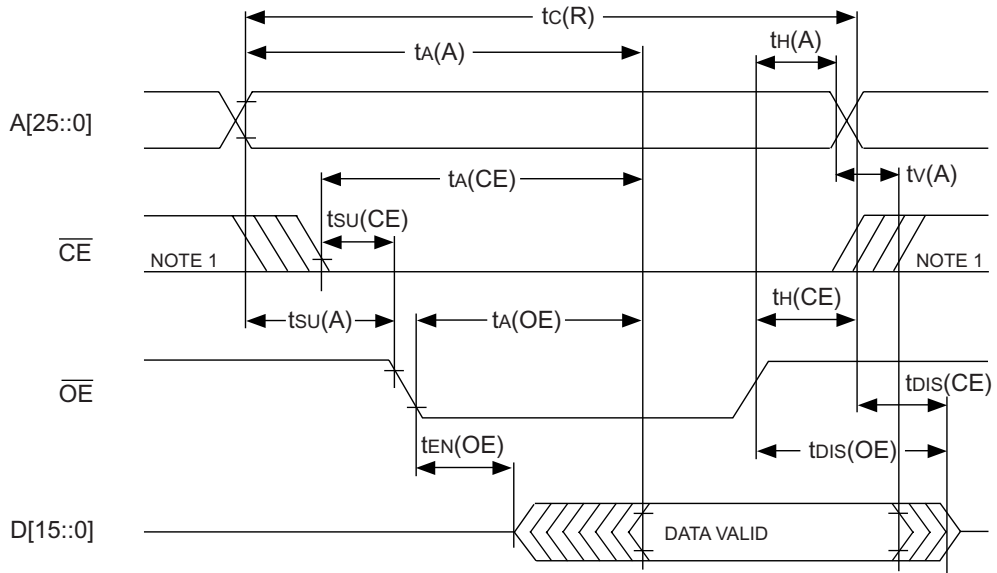 tC(R)
tA(A)
tH(A)
A[25::0]
tA(CE)
tV(A)
tSU(CE)
CE
NOTE 1
NOTE 1
tH(CE)
tSU(A)
tA(OE)
OE
tDIS(CE)
tEN(OE)
tDIS(OE)
D[15::0]
DATA VALID